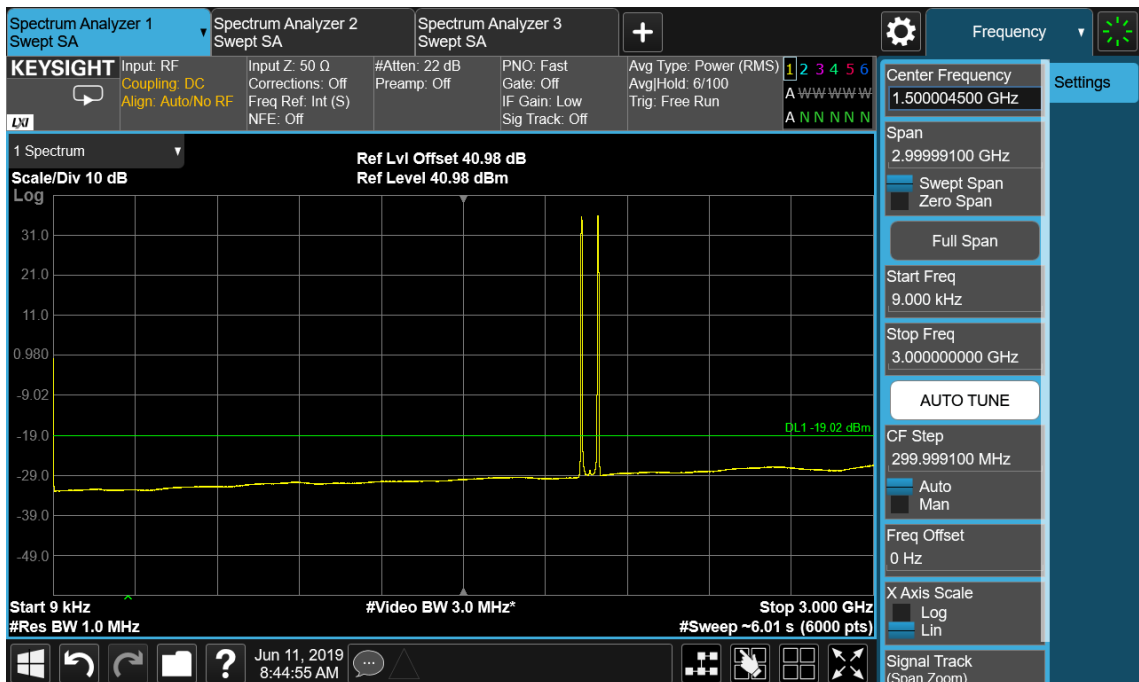 Spectrum Analyzer 1
Swept SA
Spectrum Analyzer 2
Swept SA
Spectrum Analyzer 3
Swept SA
+
Frequency
KEYSIGHT
LXI
Input: RF
Coupling: DC
Align: Auto/No RF
Input Z: 50 Ω
Corrections: Off
Freq Ref: Int (S)
NFE: Off
#Atten: 22 dB
Preamp: Off
PNO: Fast
Gate: Off
IF Gain: Low
Sig Track: Off
Avg Type: Power (RMS)
Avg|Hold: 6/100
Trig: Free Run
1 2 3 4 5 6
A W W W W W
A N N N N N
1 Spectrum
Scale/Div 10 dB
Ref Lvl Offset 40.98 dB
Ref Level 40.98 dBm
Log
31.0
21.0
11.0
0.980
-9.02
-19.0
-29.0
-39.0
-49.0
DL1 -19.02 dBm
Start 9 kHz
#Res BW 1.0 MHz
#Video BW 3.0 MHz*
Stop 3.000 GHz
#Sweep ~6.01 s (6000 pts)
Center Frequency
1.500004500 GHz
Span
2.99999100 GHz
Swept Span
Zero Span
Full Span
Start Freq
9.000 kHz
Stop Freq
3.000000000 GHz
AUTO TUNE
CF Step
299.999100 MHz
Auto
Man
Freq Offset
0 Hz
X Axis Scale
Log
Lin
Signal Track
(Span Zoom)
Settings
?
Jun 11, 2019
8:44:55 AM